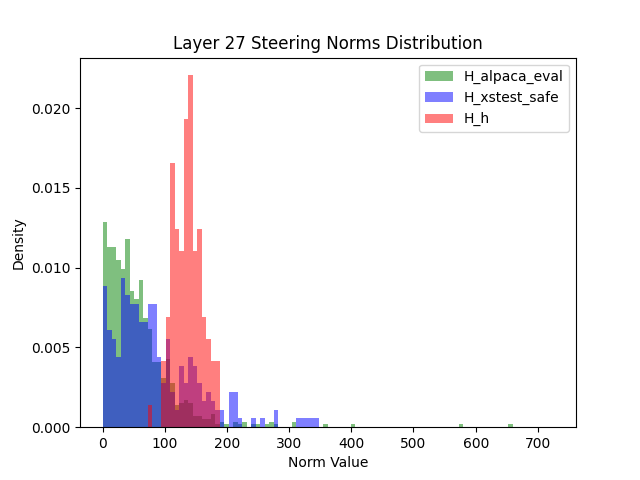 Layer 27 Steering Norms Distribution
H_alpaca_eval
H_xstest_safe
H_h
0.020
0.015
0.010
0.005
0.000
Density
0 100 200 300 400 500 600 700
Norm Value